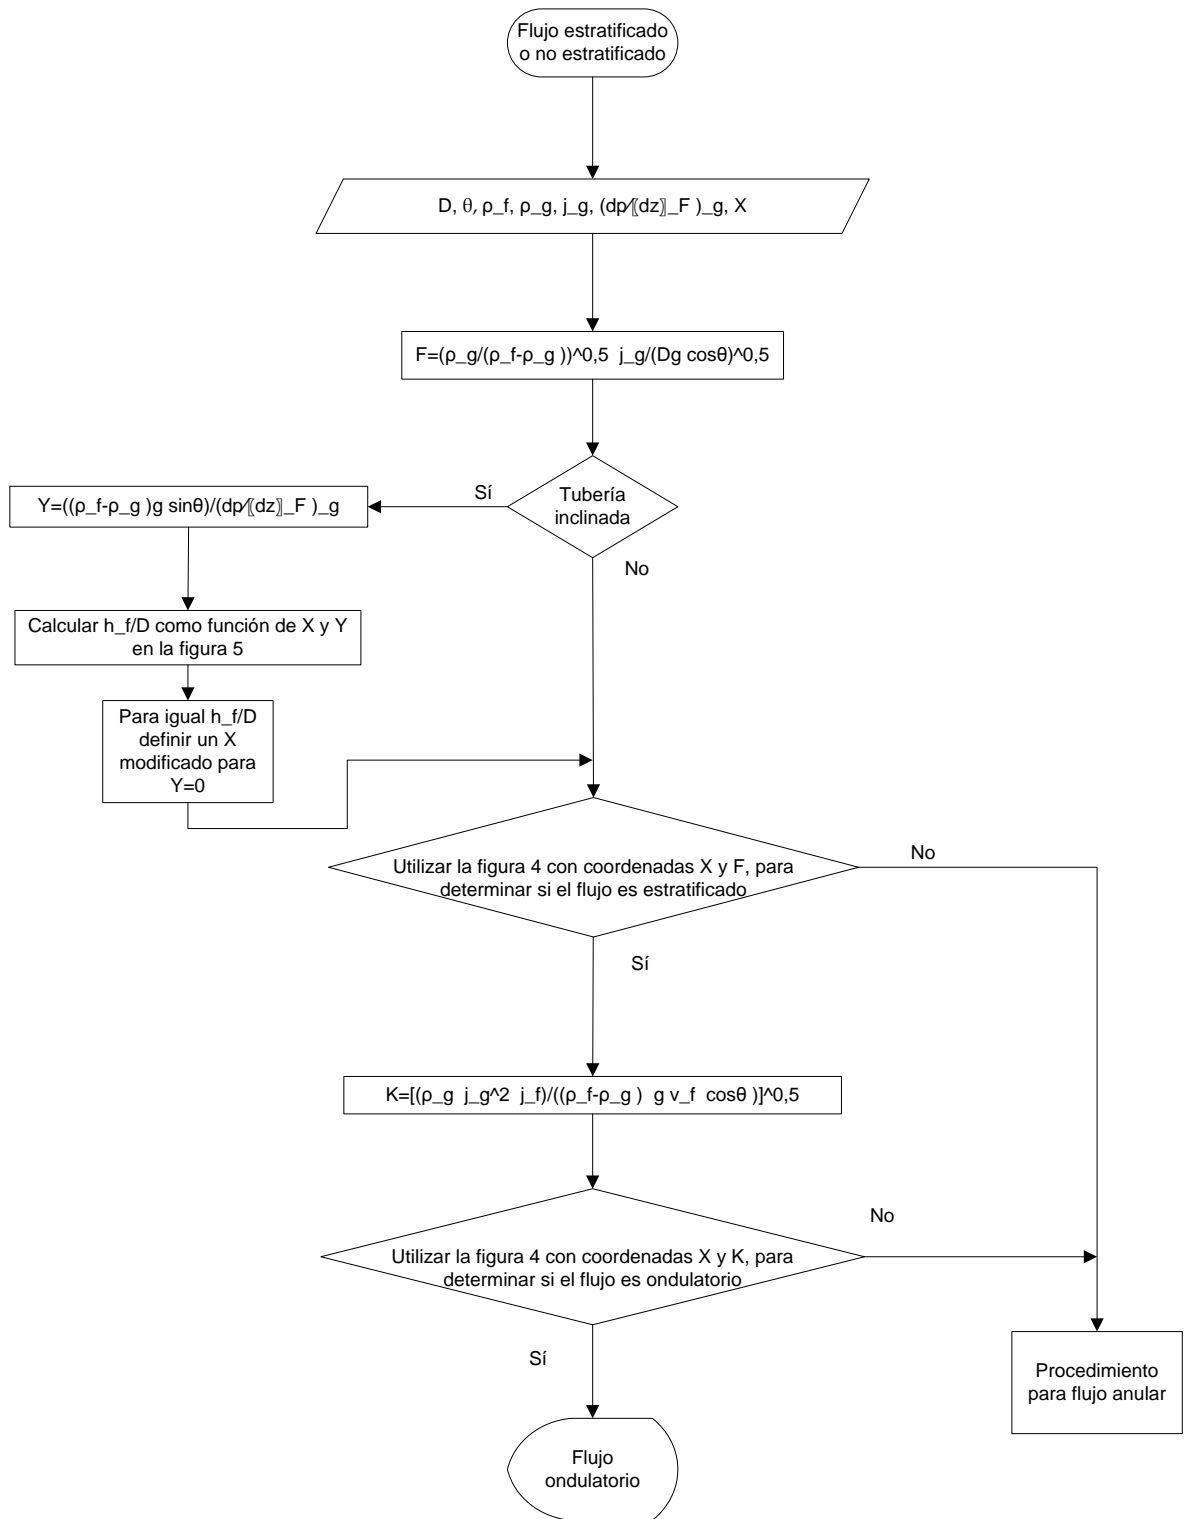 Flujo estratificado
o no estratificado
D, θ, ρ_f, ρ_g, j_g, (dp∕〖dz〗_F )_g, X
F=(ρ_g/(ρ_f-ρ_g ))^0,5 j_g/(Dg cosθ)^0,5
Tubería
inclinada
Sí
No
Y=((ρ_f-ρ_g )g sinθ)/(dp∕〖dz〗_F )_g
Calcular h_f/D como función de X y Y
en la figura 5
Para igual h_f/D
definir un X
modificado para
Y=0
Utilizar la figura 4 con coordenadas X y F, para
determinar si el flujo es estratificado
No
Sí
K=[(ρ_g j_g^2 j_f)/((ρ_f-ρ_g ) g v_f cosθ )]^0,5
Utilizar la figura 4 con coordenadas X y K, para
determinar si el flujo es ondulatorio
No
Sí
Procedimiento
para flujo anular
Flujo
ondulatorio